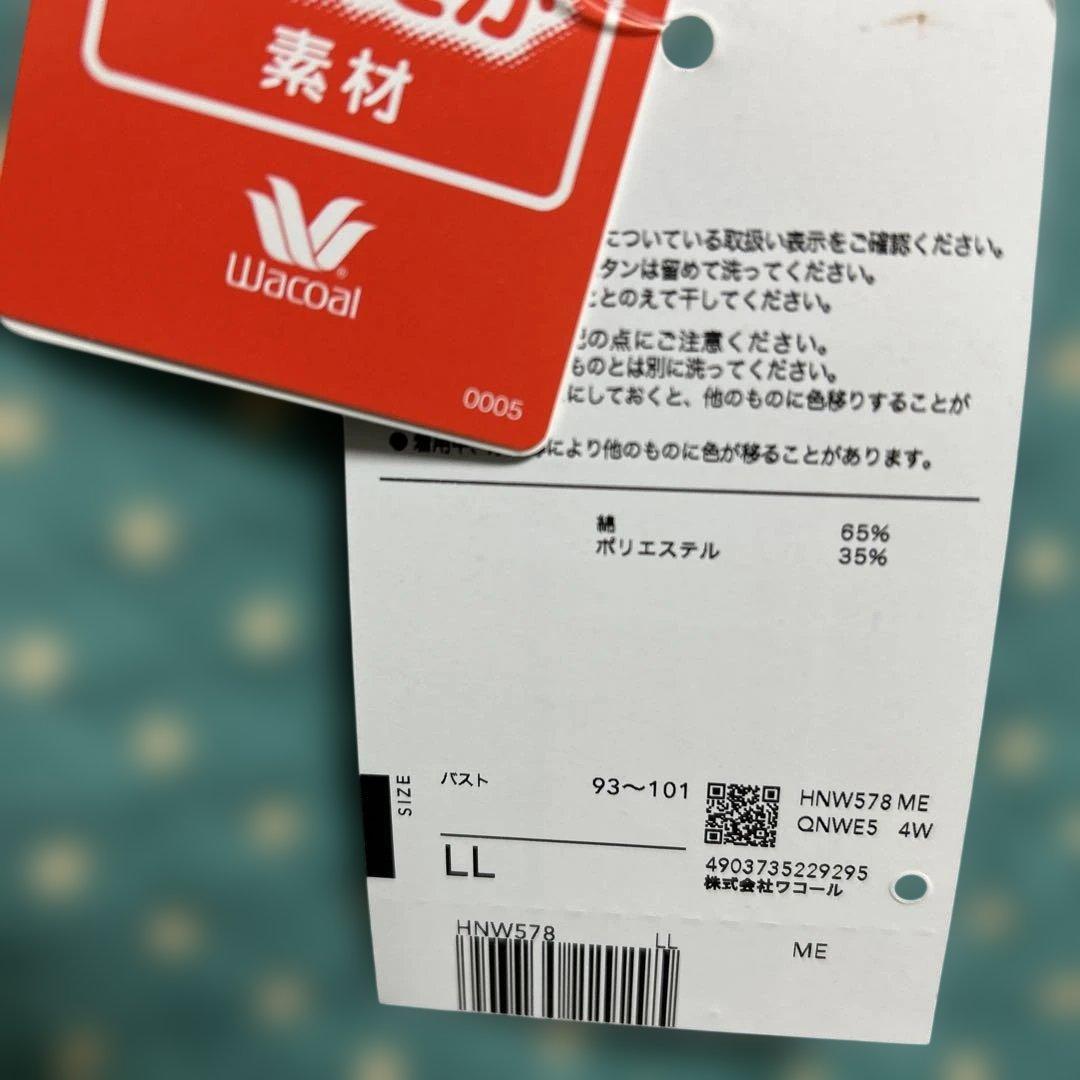 素材
Wacoal
0005
についている取扱い表示をご確認ください。
タンは留めて洗ってください。
とのえて干してください。
の点にご注意ください。
ものとは別に洗ってください。
にしておくと、他のものに色移りすることが
により他のものに色が移ることがあります。
綿 65%
ポリエステル 35%
SIZE
バスト 93〜101
LL
HNW578 ME
QNWE5 4W
4903735229295
株式会社ワコール
HNW578 LL
ME